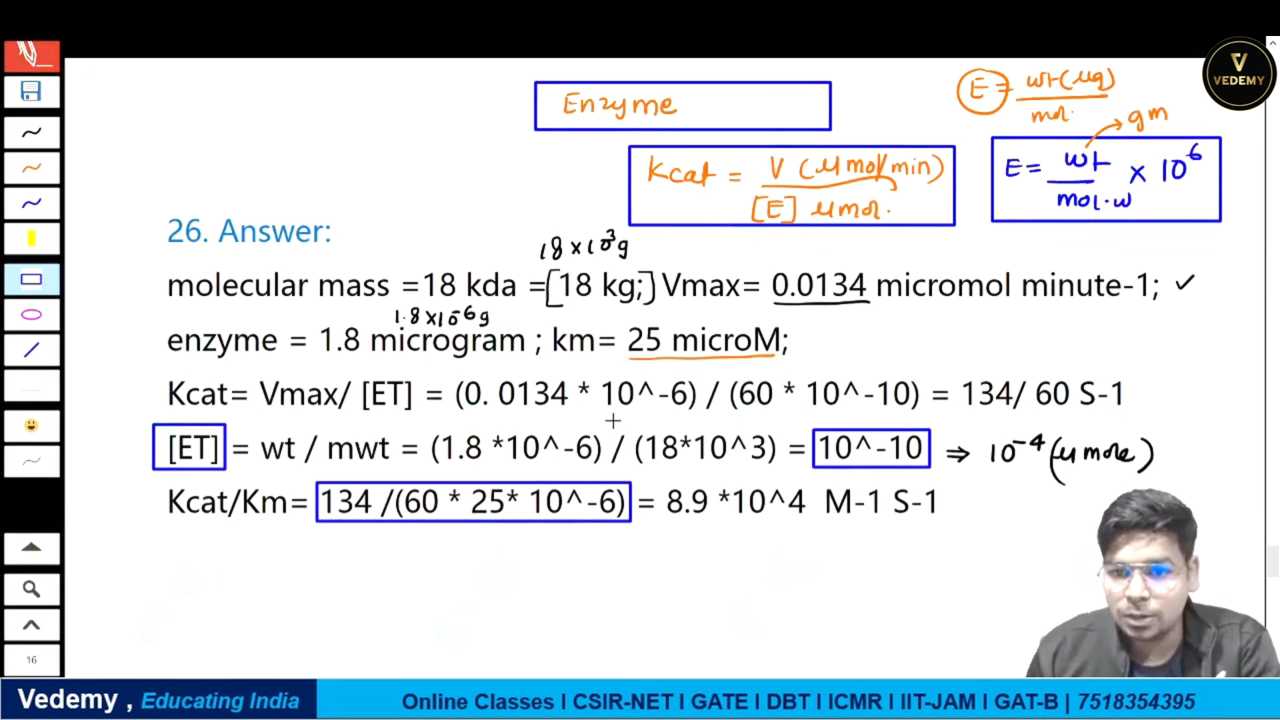 V
VEDEMY
Enzyme
E = wt (μg)
mol.
gm
Kcat = V (μmol/min)
[E] μmol.
E = wt × 10^6
mol.w
26. Answer:
18 × 10^3 g
molecular mass =18 kda =[18 kg;] Vmax= 0.0134 micromol minute-1; ✓
1.8×10^-6 g
enzyme = 1.8 microgram ; km= 25 microM;
Kcat= Vmax/ [ET] = (0. 0134 * 10^-6) / (60 * 10^-10) = 134/ 60 S-1
[ET] = wt / mwt = (1.8 *10^-6) / (18*10^3) = 10^-10 ⇒ 10^-4 (μmole)
Kcat/Km= 134 /(60 * 25* 10^-6) = 8.9 *10^4 M-1 S-1
16
Vedemy , Educating India
Online Classes I CSIR-NET I GATE I DBT I ICMR I IIT-JAM I GAT-B I 7518354395